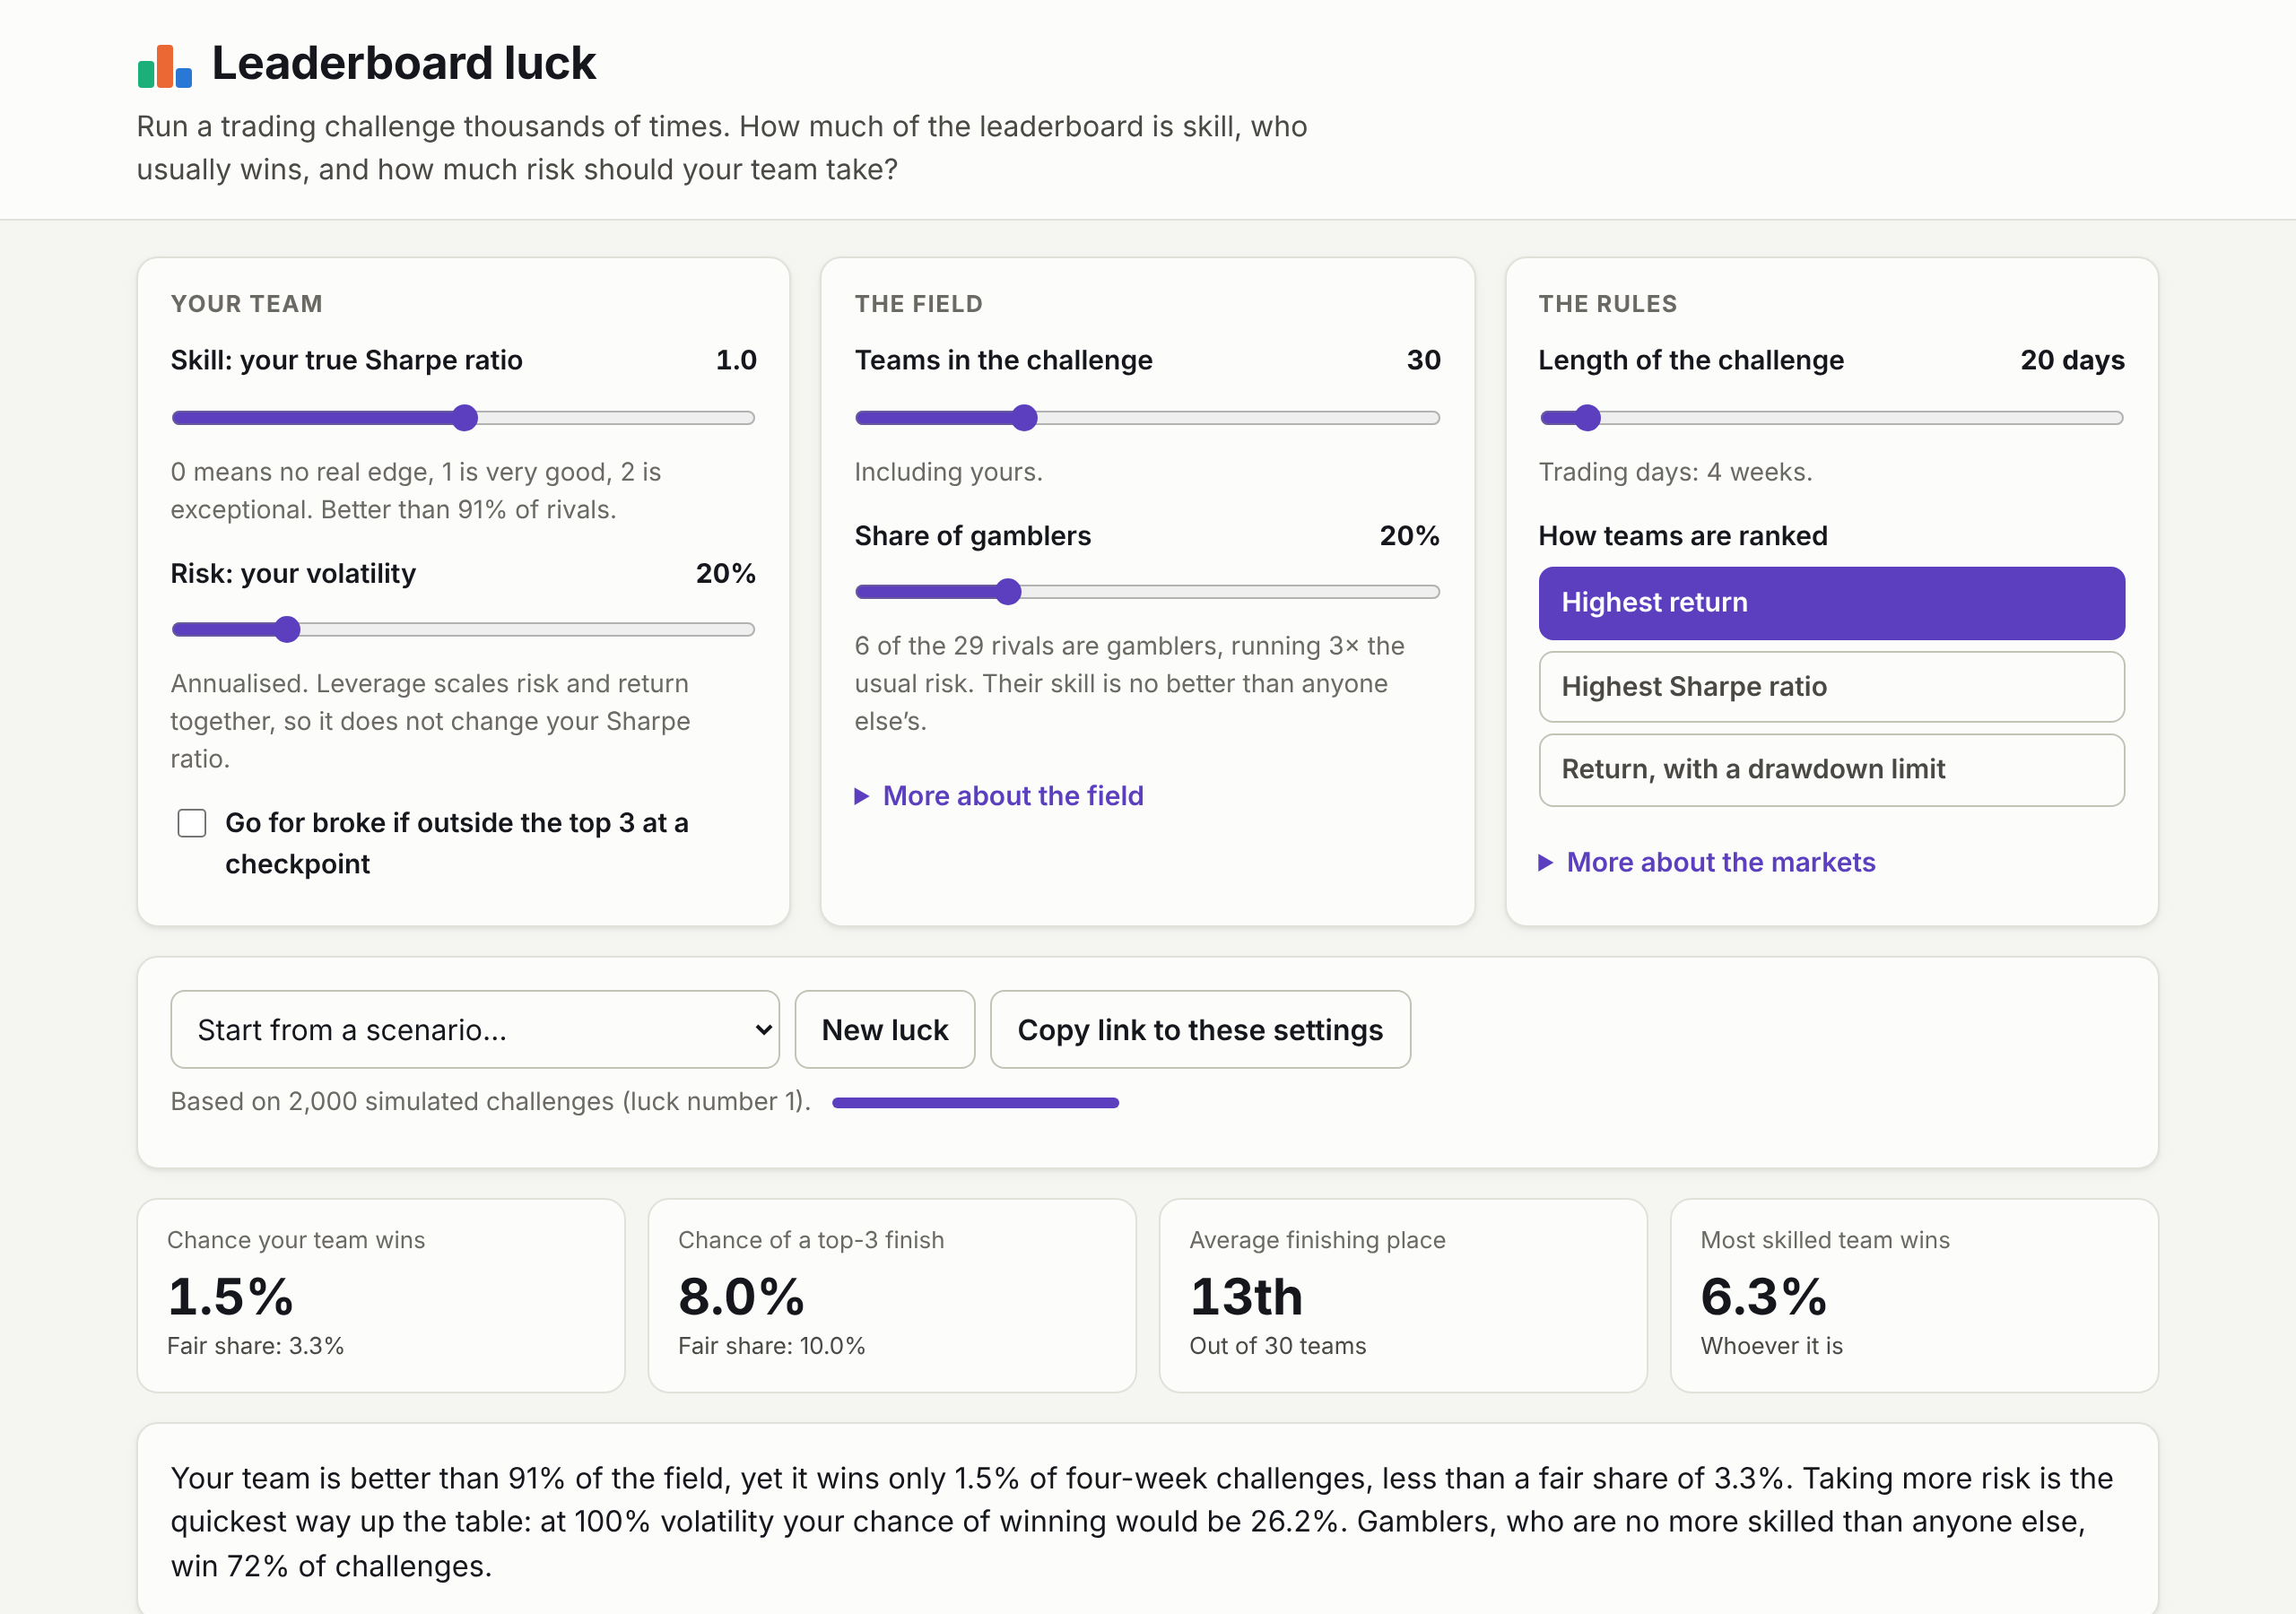 Leaderboard luck
Run a trading challenge thousands of times. How much of the leaderboard is skill, who
usually wins, and how much risk should your team take?
YOUR TEAM
Skill: your true Sharpe ratio 1.0
0 means no real edge, 1 is very good, 2 is
exceptional. Better than 91% of rivals.
Risk: your volatility 20%
Annualised. Leverage scales risk and return
together, so it does not change your Sharpe
ratio.
Go for broke if outside the top 3 at a
checkpoint
THE FIELD
Teams in the challenge 30
Including yours.
Share of gamblers 20%
6 of the 29 rivals are gamblers, running 3× the
usual risk. Their skill is no better than anyone
else’s.
More about the field
THE RULES
Length of the challenge 20 days
Trading days: 4 weeks.
How teams are ranked
Highest return
Highest Sharpe ratio
Return, with a drawdown limit
More about the markets
Start from a scenario...
New luck
Copy link to these settings
Based on 2,000 simulated challenges (luck number 1).
Chance your team wins
1.5%
Fair share: 3.3%
Chance of a top-3 finish
8.0%
Fair share: 10.0%
Average finishing place
13th
Out of 30 teams
Most skilled team wins
6.3%
Whoever it is
Your team is better than 91% of the field, yet it wins only 1.5% of four-week challenges, less than a fair share of 3.3%. Taking more risk is the
quickest way up the table: at 100% volatility your chance of winning would be 26.2%. Gamblers, who are no more skilled than anyone else,
win 72% of challenges.